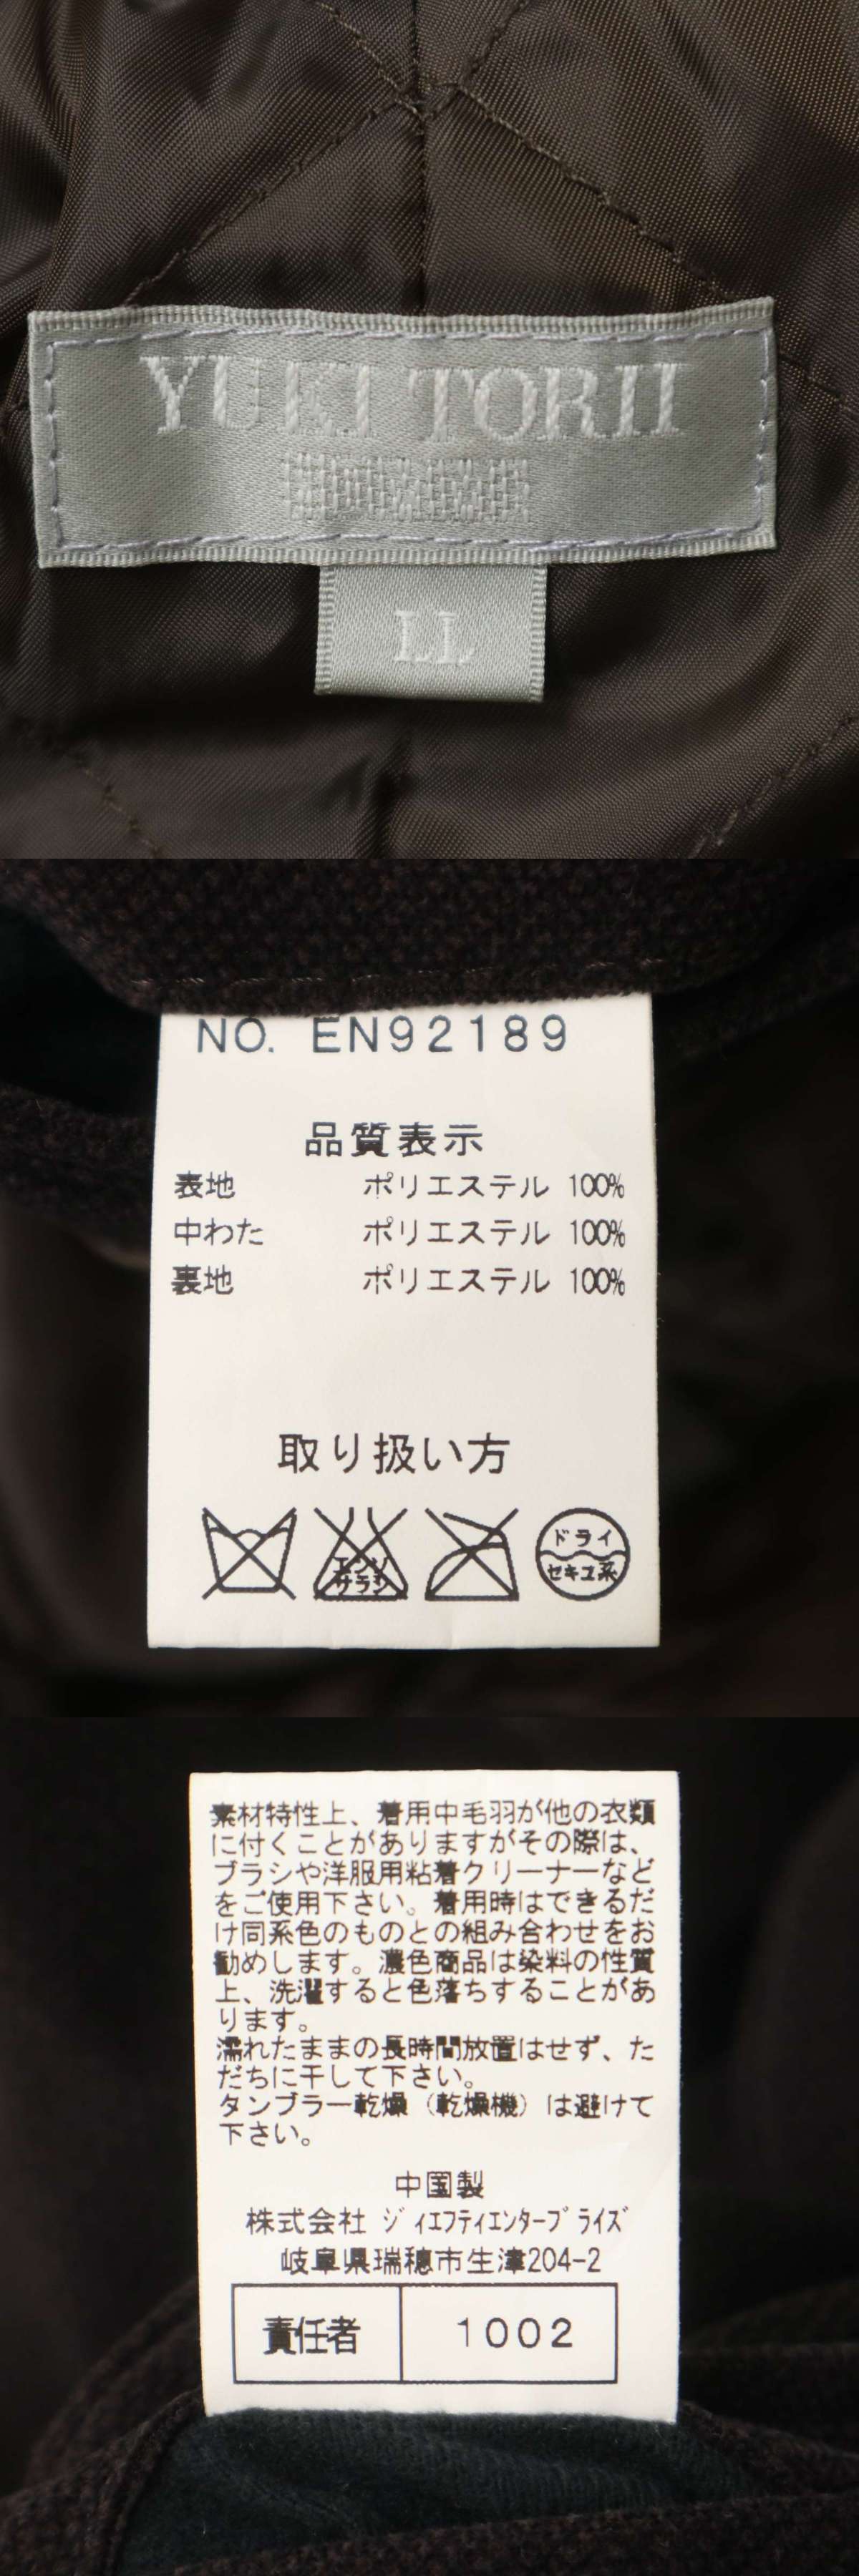 YUKI TORII
LL
NO. EN92189
品質表示
表地 ポリエステル 100%
中わた ポリエステル 100%
裏地 ポリエステル 100%
取り扱い方
エンソ
サラシ
ドライ
セキユ系
素材特性上、着用中毛羽が他の衣類
に付くことがありますがその際は、
ブラシや洋服用粘着クリーナーなど
をご使用下さい。着用時はできるだ
け同系色のものとの組み合わせをお
勧めします。濃色商品は染料の性質
上、洗濯すると色落ちすることがあ
ります。
濡れたままの長時間放置はせず、た
だちに干して下さい。
タンブラー乾燥（乾燥機）は避けて
下さい。
中国製
株式会社 ジィエフティエンタープライズ
岐阜県瑞穂市生津204-2
責任者 1002